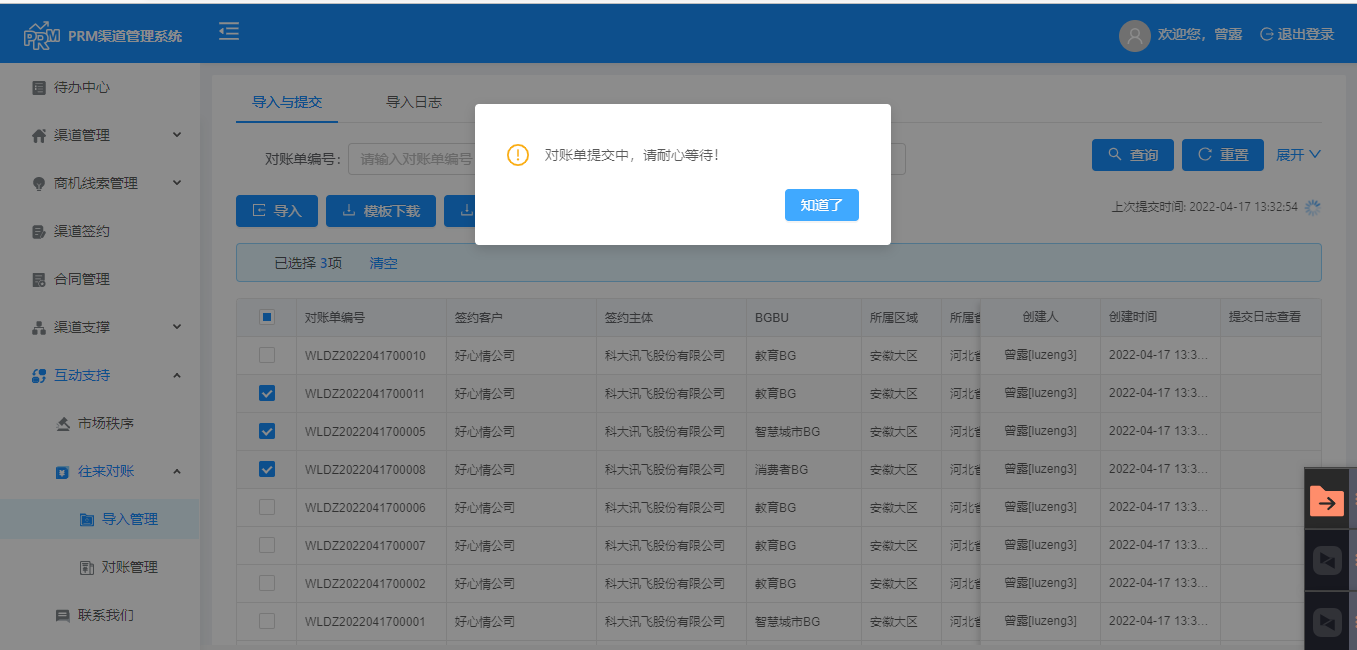 PRM渠道管理系统
欢迎您，曾露
退出登录
待办中心
渠道管理
商机线索管理
渠道签约
合同管理
渠道支撑
互动支持
市场秩序
往来对账
导入管理
对账管理
联系我们
导入与提交 导入日志
对账单编号: 请输入对账单编号
查询 重置 展开
导入 模板下载
上次提交时间: 2022-04-17 13:32:54
对账单提交中，请耐心等待!
知道了
已选择 3项 清空
对账单编号 签约客户 签约主体 BGBU 所属区域 所属 创建人 创建时间 提交日志查看
WLDZ2022041700010 好心情公司 科大讯飞股份有限公司 教育BG 安徽大区 河北 曾露[luzeng3] 2022-04-17 13:3...
WLDZ2022041700011 好心情公司 科大讯飞股份有限公司 教育BG 安徽大区 河北 曾露[luzeng3] 2022-04-17 13:3...
WLDZ2022041700005 好心情公司 科大讯飞股份有限公司 智慧城市BG 安徽大区 河北 曾露[luzeng3] 2022-04-17 13:3...
WLDZ2022041700008 好心情公司 科大讯飞股份有限公司 消费者BG 安徽大区 河北 曾露[luzeng3] 2022-04-17 13:3...
WLDZ2022041700006 好心情公司 科大讯飞股份有限公司 教育BG 安徽大区 河北 曾露[luzeng3] 2022-04-17 13:3...
WLDZ2022041700007 好心情公司 科大讯飞股份有限公司 教育BG 安徽大区 河北 曾露[luzeng3] 2022-04-17 13:3...
WLDZ2022041700002 好心情公司 科大讯飞股份有限公司 教育BG 安徽大区 河北 曾露[luzeng3] 2022-04-17 13:3...
WLDZ2022041700001 好心情公司 科大讯飞股份有限公司 智慧城市BG 安徽大区 河北 曾露[luzeng3] 2022-04-17 13:3...